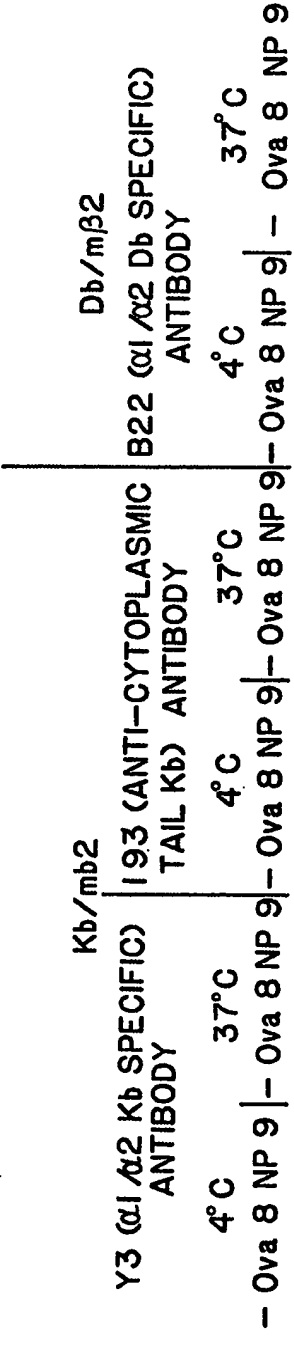 Kb/mb2
Db/mβ2
Y3 (α1/α2 Kb SPECIFIC)
ANTIBODY
193 (ANTI-CYTOPLASMIC
TAIL Kb) ANTIBODY
B22 (α1/α2 Db SPECIFIC)
ANTIBODY
4°C 37°C 4°C 37°C 4°C 37°C
– Ova 8 NP 9 – Ova 8 NP 9 – Ova 8 NP 9 – Ova 8 NP 9 – Ova 8 NP 9 – Ova 8 NP 9